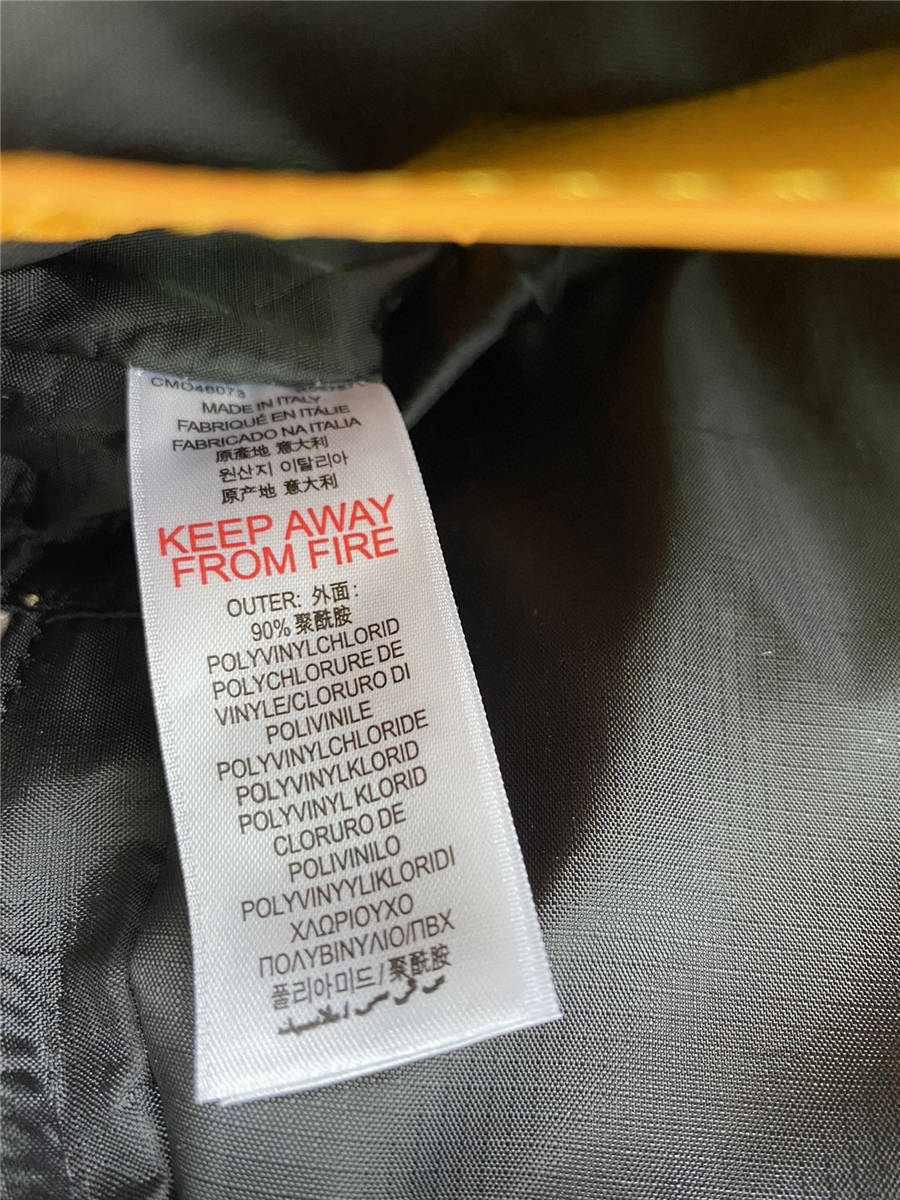 CMO46073
MADE IN ITALY
FABRIQUÉ EN ITÁLIE
FABRICADO NA ITALIA
原產地 意大利
원산지 이탈리아
原产地 意大利
KEEP AWAY
FROM FIRE
OUTER: 外面:
90% 聚酰胺
POLYVINYLCHLORID
POLYCHLORURE DE
VINYLE/CLORURO DI
POLIVINILE
POLYVINYLCHLORIDE
POLYVINYLKLORID
POLYVINYL KLORID
CLORURO DE
POLIVINILO
POLYVINYYLIKLORIDI
ΧΛΩΡΙΟΥΧΟ
ΠΟΛΥΒΙΝΥΛΙΟ/ΠΒΧ
폴리아미드/聚酰胺